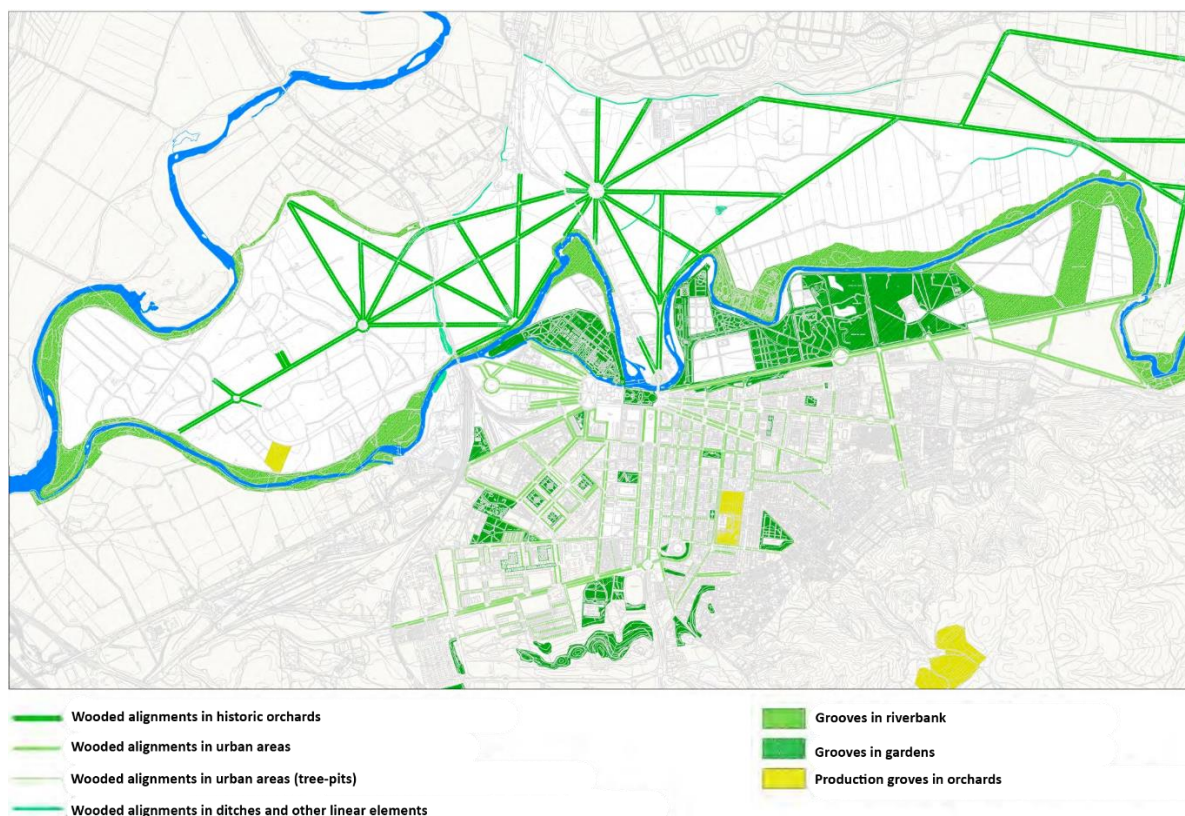 Wooded alignments in historic orchards
Wooded alignments in urban areas
Wooded alignments in urban areas (tree-pits)
Wooded alignments in ditches and other linear elements
Grooves in riverbank
Grooves in gardens
Production groves in orchards